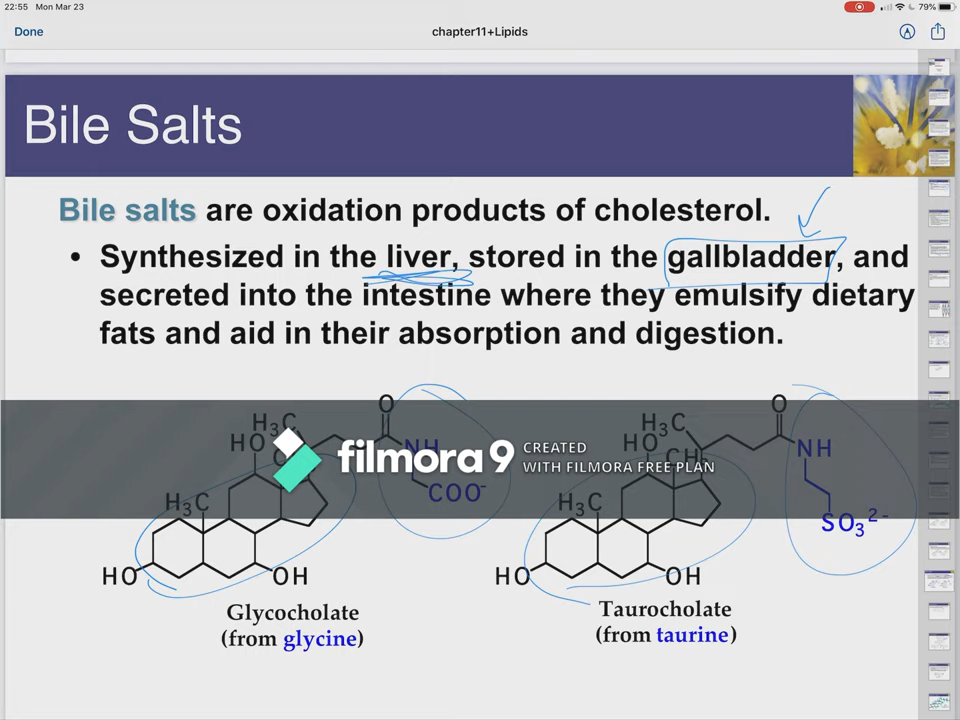 22:55 Mon Mar 23
79%
Done
chapter11+Lipids
Bile Salts
Bile salts are oxidation products of cholesterol.
• Synthesized in the liver, stored in the gallbladder, and
secreted into the intestine where they emulsify dietary
fats and aid in their absorption and digestion.
O
H₃C
HO
NH
COO⁻
H₃C
HO
OH
O
H₃C
HO
CH
NH
H₃C
SO₃²⁻
HO
OH
filmora 9
CREATED
WITH FILMORA FREE PLAN
Glycocholate
(from glycine)
Taurocholate
(from taurine)